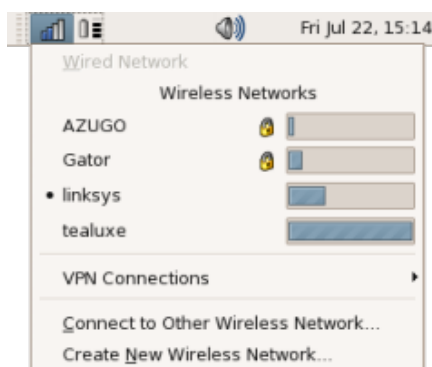 Fri Jul 22, 15:14
Wired Network
Wireless Networks
AZUGO
Gator
linksys
tealuxe
VPN Connections
Connect to Other Wireless Network...
Create New Wireless Network...